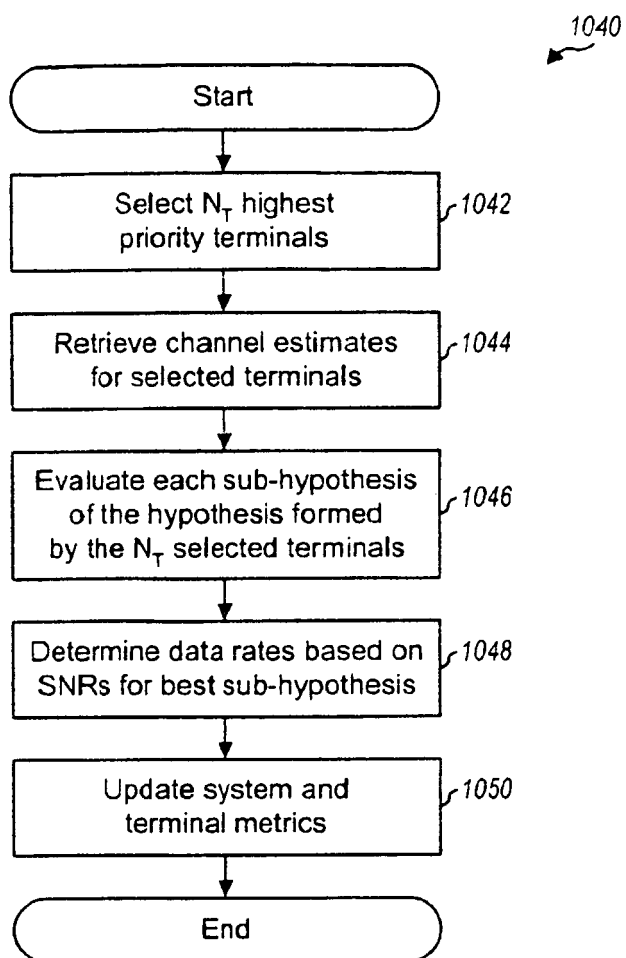 1040
Start
Select N_T highest
priority terminals
1042
Retrieve channel estimates
for selected terminals
1044
Evaluate each sub-hypothesis
of the hypothesis formed
by the N_T selected terminals
1046
Determine data rates based on
SNRs for best sub-hypothesis
1048
Update system and
terminal metrics
1050
End